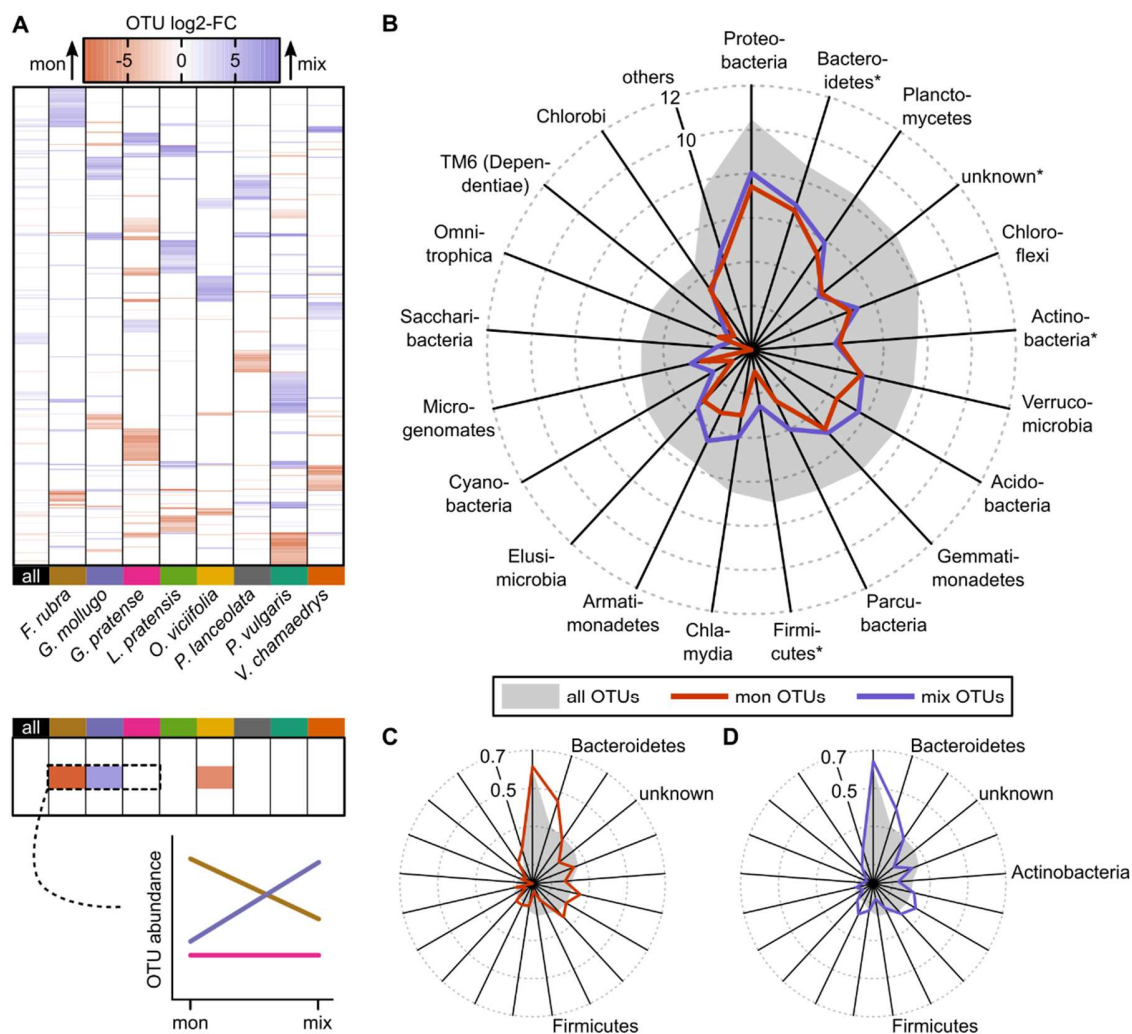 A
OTU log2-FC
mon
-5
0
5
mix
all
F. rubra
G. mollugo
G. pratense
L. pratensis
O. viciifolia
P. lanceolata
P. vulgaris
V. chamaedrys
all
OTU abundance
mon
mix
B
Proteo-
bacteria
Bactero-
idetes*
Plancto-
mycetes
unknown*
Chloro-
flexi
Actino-
bacteria*
Verruco-
microbia
Acido-
bacteria
Gemmati-
monadetes
Parcu-
bacteria
Firmi-
cutes*
Chla-
mydia
Armati-
monadetes
Elusi-
microbia
Cyano-
bacteria
Micro-
genomates
Sacchari-
bacteria
Omni-
trophica
TM6 (Depen-
dentiae)
Chlorobi
others
12
10
all OTUs
mon OTUs
mix OTUs
C
0.7
0.5
Bacteroidetes
unknown
Firmicutes
D
0.7
0.5
Bacteroidetes
unknown
Actinobacteria
Firmicutes